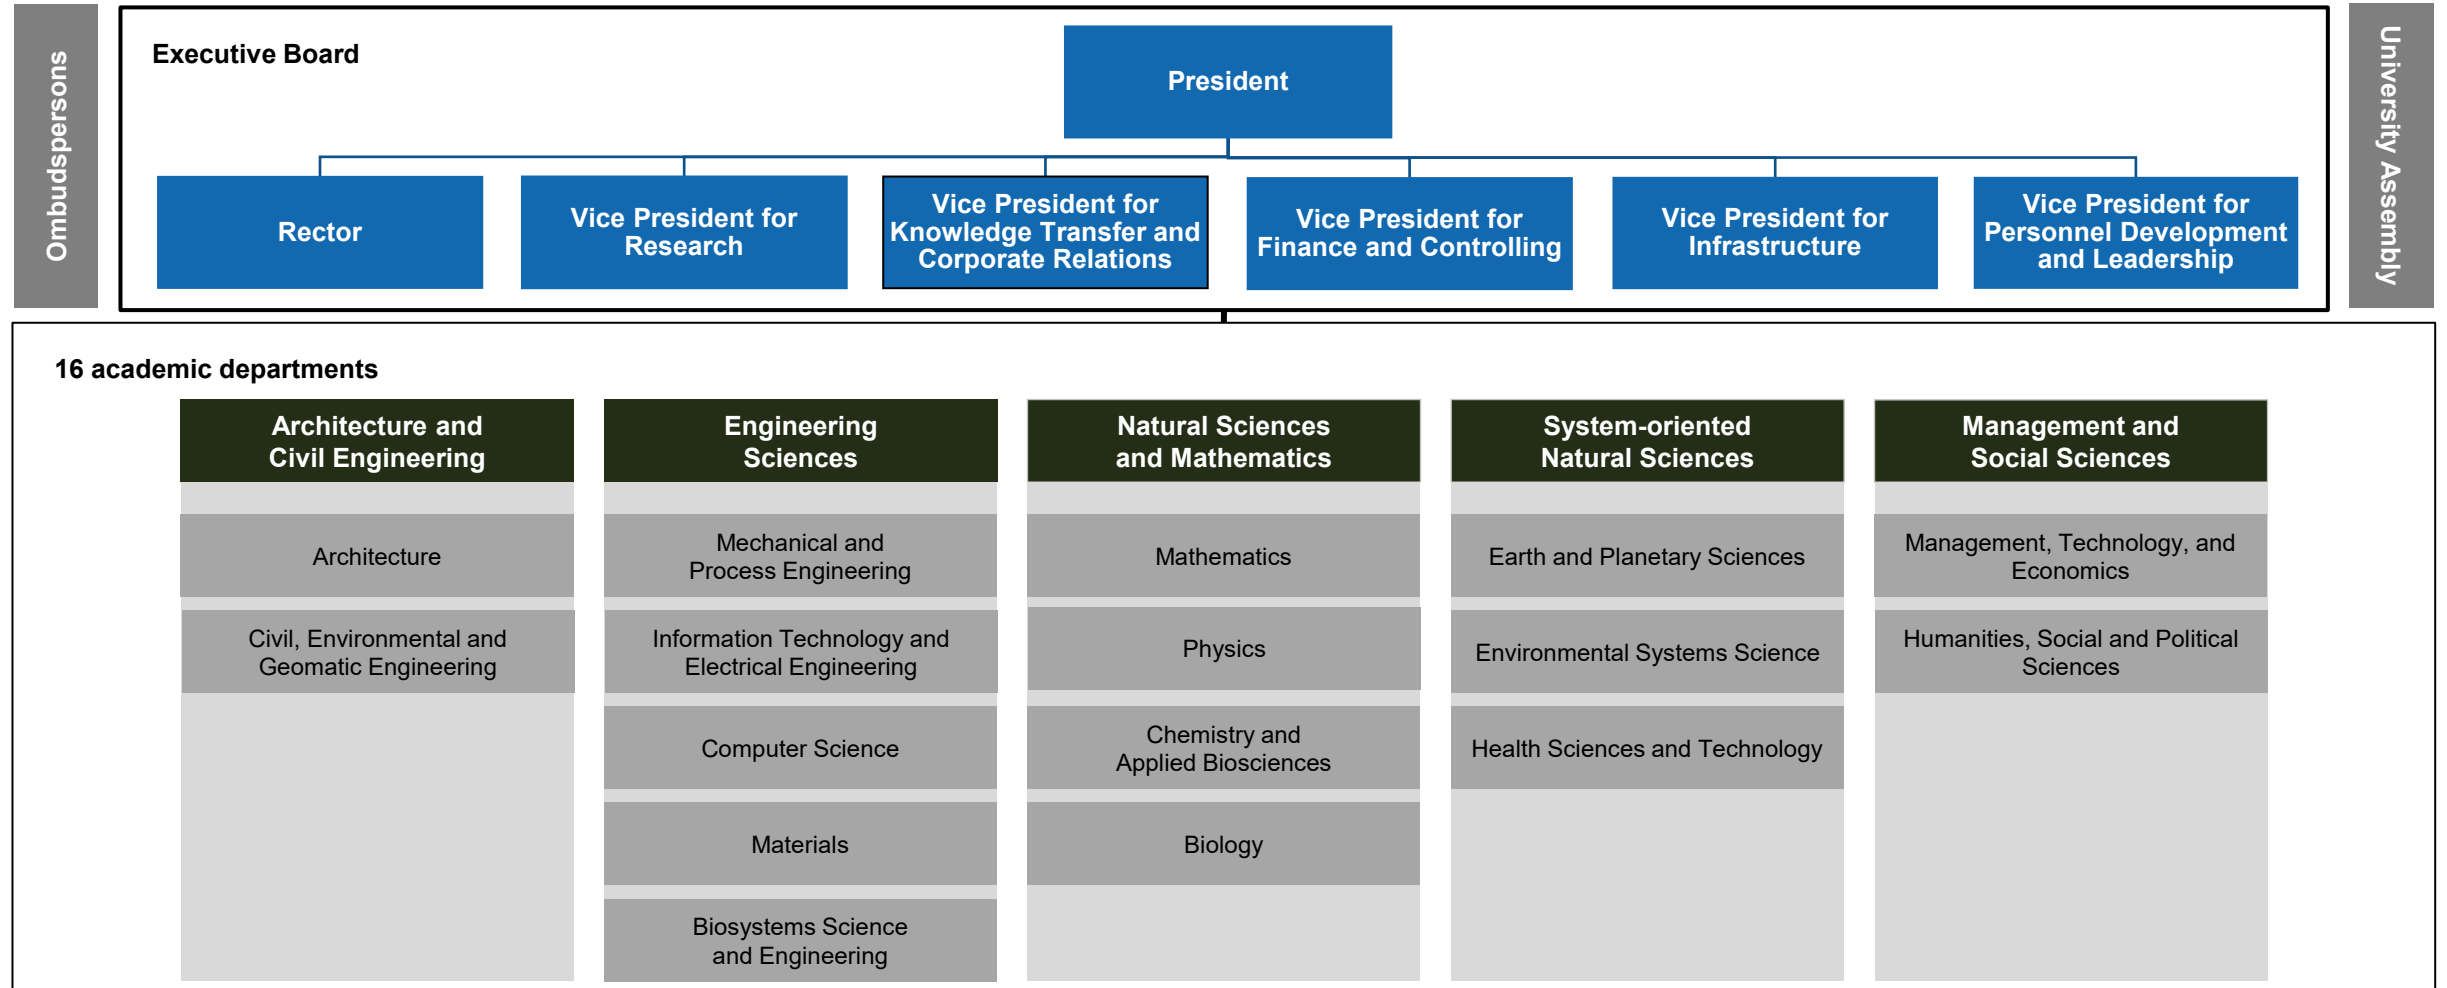 Ombudspersons
Executive Board
President
University Assembly
Rector
Vice President for
Research
Vice President for
Knowledge Transfer and
Corporate Relations
Vice President for
Finance and Controlling
Vice President for
Infrastructure
Vice President for
Personnel Development
and Leadership
16 academic departments
Architecture and
Civil Engineering
Architecture
Civil, Environmental and
Geomatic Engineering
Engineering
Sciences
Mechanical and
Process Engineering
Information Technology and
Electrical Engineering
Computer Science
Materials
Biosystems Science
and Engineering
Natural Sciences
and Mathematics
Mathematics
Physics
Chemistry and
Applied Biosciences
Biology
System-oriented
Natural Sciences
Earth and Planetary Sciences
Environmental Systems Science
Health Sciences and Technology
Management and
Social Sciences
Management, Technology, and
Economics
Humanities, Social and Political
Sciences